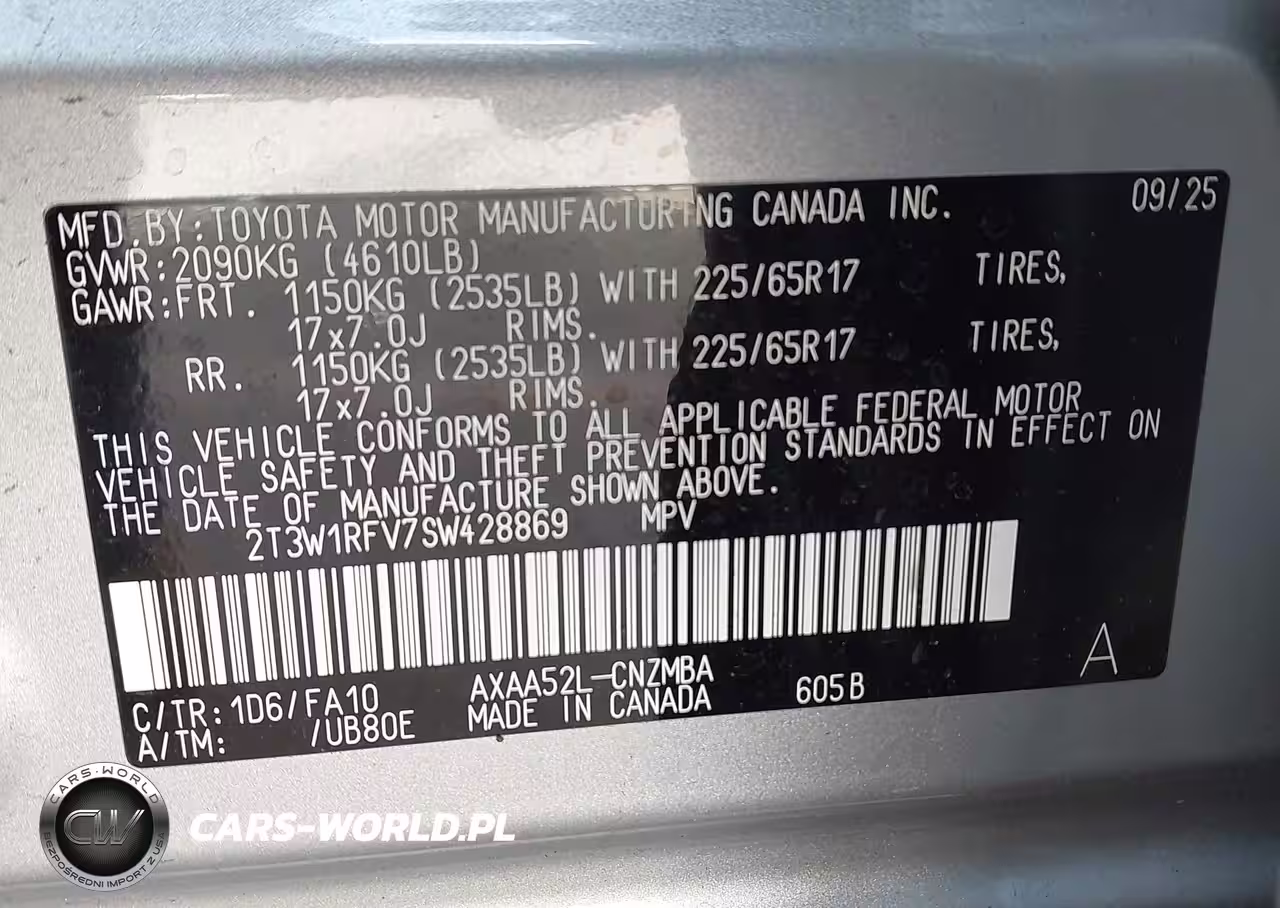 MFD.BY:TOYOTA MOTOR MANUFACTURING CANADA INC. 09/25
GVWR:2090KG (4610LB)
GAWR:FRT. 1150KG (2535LB) WITH 225/65R17 TIRES,
17x7.0J RIMS.
RR. 1150KG (2535LB) WITH 225/65R17 TIRES,
17x7.0J RIMS.
THIS VEHICLE CONFORMS TO ALL APPLICABLE FEDERAL MOTOR
VEHICLE SAFETY AND THEFT PREVENTION STANDARDS IN EFFECT ON
THE DATE OF MANUFACTURE SHOWN ABOVE.
2T3W1RFV7SW428869 MPV
A
C/TR:1D6/FA10 AXAA52L-CNZMBA 605B
A/TM: /UB80E MADE IN CANADA
CARS-WORLD
CW
BEZPOŚREDNI IMPORT Z USA
CARS-WORLD.PL